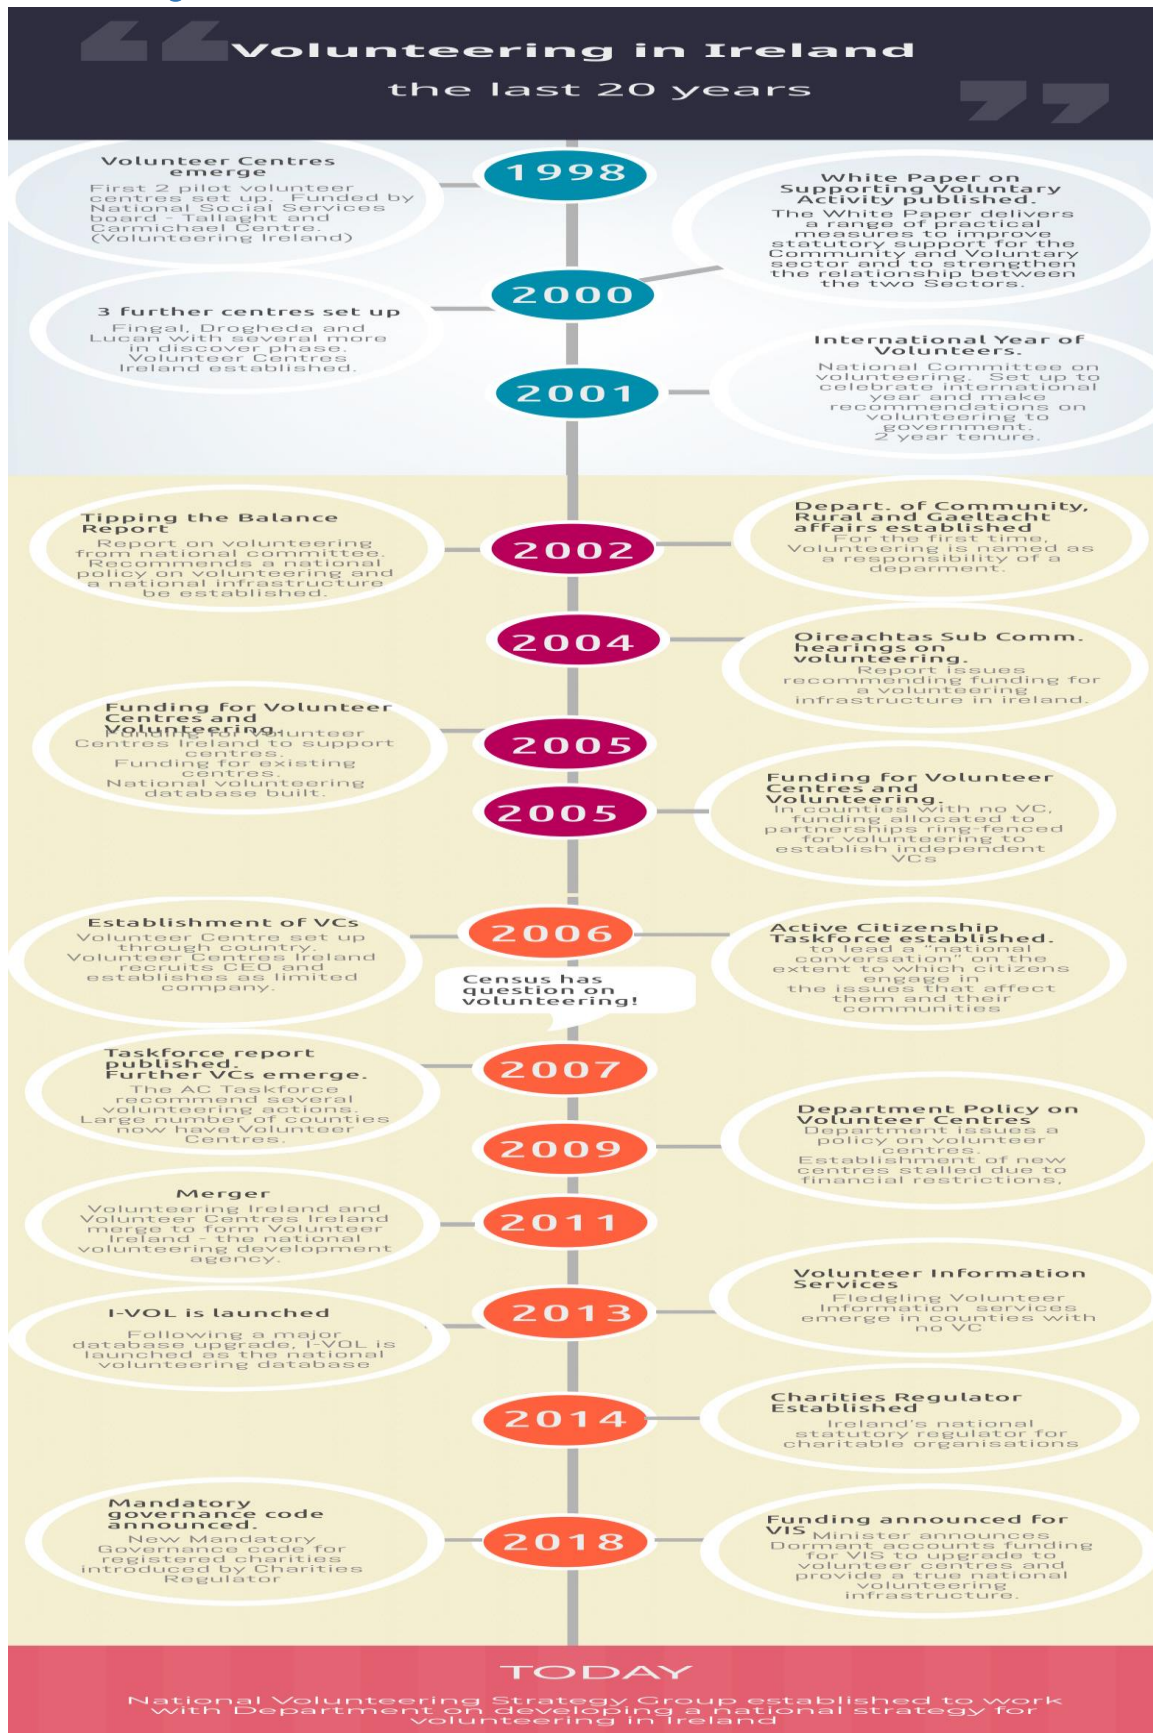 Volunteering in Ireland
the last 20 years
1998
Volunteer Centres
emerge
First 2 pilot volunteer
centres set up. Funded by
National Social Services
board - Tallaght and
Carmichael Centre.
(Volunteering Ireland)
White Paper on
Supporting Voluntary
Activity published.
The White Paper delivers
a range of practical
measures to improve
statutory support for the
Community and Voluntary
sector and to strengthen
the relationship between
the two Sectors.
2000
3 further centres set up
Fingal, Drogheda and
Lucan with several more
in discover phase.
Volunteer Centres
Ireland established.
2001
International Year of
Volunteers.
National Committee on
volunteering. Set up to
celebrate international
year and make
recommendations on
volunteering to
government.
2 year tenure.
Tipping the Balance
Report
Report on volunteering
from national committee.
Recommends a national
policy on volunteering and
a national infrastructure
be established.
2002
Depart. of Community,
Rural and Gaeltacht
affairs established
For the first time,
Volunteering is named as
a responsibility of a
deparment.
2004
Oireachtas Sub Comm.
hearings on
volunteering.
Report issues
recommending funding for
a volunteering
infrastructure in ireland.
Funding for Volunteer
Centres and
Volunteering.
Funding for Volunteer
Centres Ireland to support
centres.
Funding for existing
centres.
National volunteering
database built.
2005
2005
Funding for Volunteer
Centres and
Volunteering.
In counties with no VC,
funding allocated to
partnerships ring-fenced
for volunteering to
establish independent
VCs
Establishment of VCs
Volunteer Centre set up
through country.
Volunteer Centres Ireland
recruits CEO and
establishes as limited
company.
2006
Active Citizenship
Taskforce established.
to lead a "national
conversation" on the
extent to which citizens
engage in
the issues that affect
them and their
communities
Census has
question on
volunteering!
Taskforce report
published.
Further VCs emerge.
The AC Taskforce
recommend several
volunteering actions.
Large number of counties
now have Volunteer
Centres.
2007
2009
Department Policy on
Volunteer Centres
Department issues a
policy on volunteer
centres.
Establishment of new
centres stalled due to
financial restrictions,
Merger
Volunteering Ireland and
Volunteer Centres Ireland
merge to form Volunteer
Ireland - the national
volunteering development
agency.
2011
2013
Volunteer Information
Services
Fledgling Volunteer
Information services
emerge in counties with
no VC
I-VOL is launched
Following a major
database upgrade, I-VOL is
launched as the national
volunteering database
2014
Charities Regulator
Established
Ireland's national
statutory regulator for
charitable organisations
Mandatory
governance code
announced.
New Mandatory
Governance code for
registered charities
introduced by Charities
Regulator
2018
Funding announced for
VIS Minister announces
Dormant accounts funding
for VIS to upgrade to
volunteer centres and
provide a true national
volunteering
infrastructure.
TODAY
National Volunteering Strategy Group established to work
with Department on developing a national strategy for
volunteering in Ireland